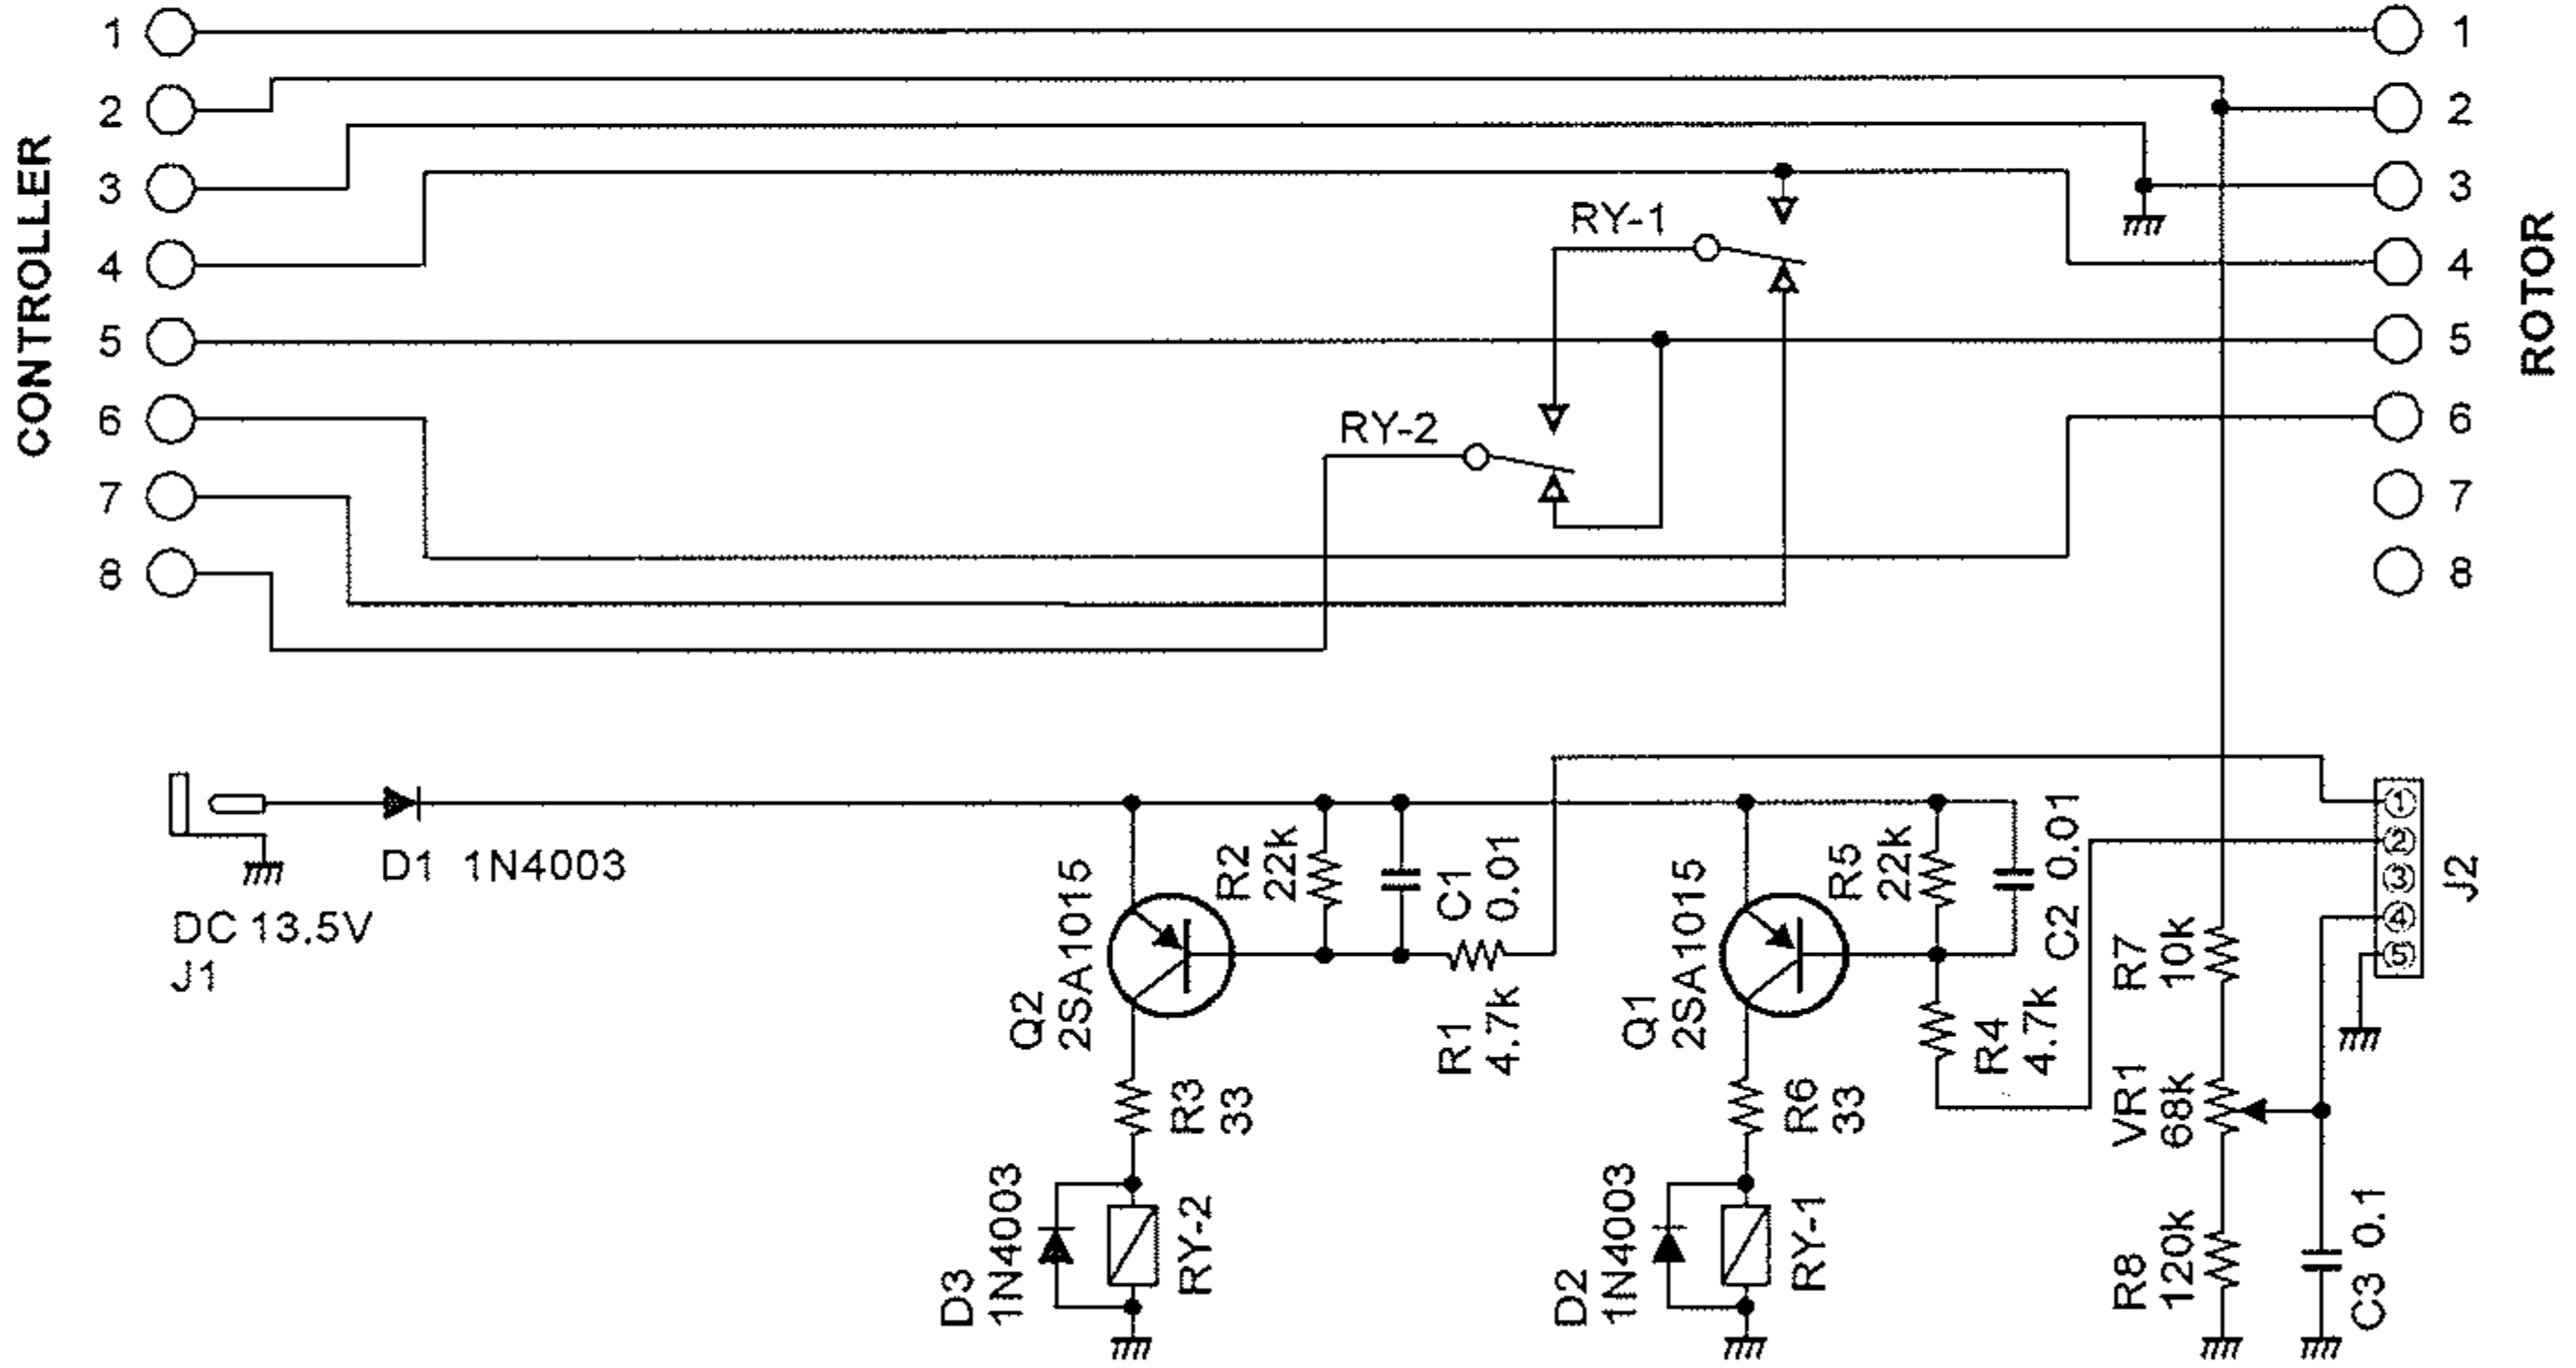 CONTROLLER
1
2
3
4
5
6
7
8
RY-1
RY-2
ROTOR
1
2
3
4
5
6
7
8
DC 13.5V
J1
D1 1N4003
Q2
2SA1015
R2
22k
C1
0.01
R1
4.7k
R3
33
D3
1N4003
RY-2
Q1
2SA1015
R5
22k
C2 0.01
R4
4.7k
R6
33
D2
1N4003
RY-1
R7
10k
VR1
68k
R8
120k
C3 0.1
J2
1
2
3
4
5